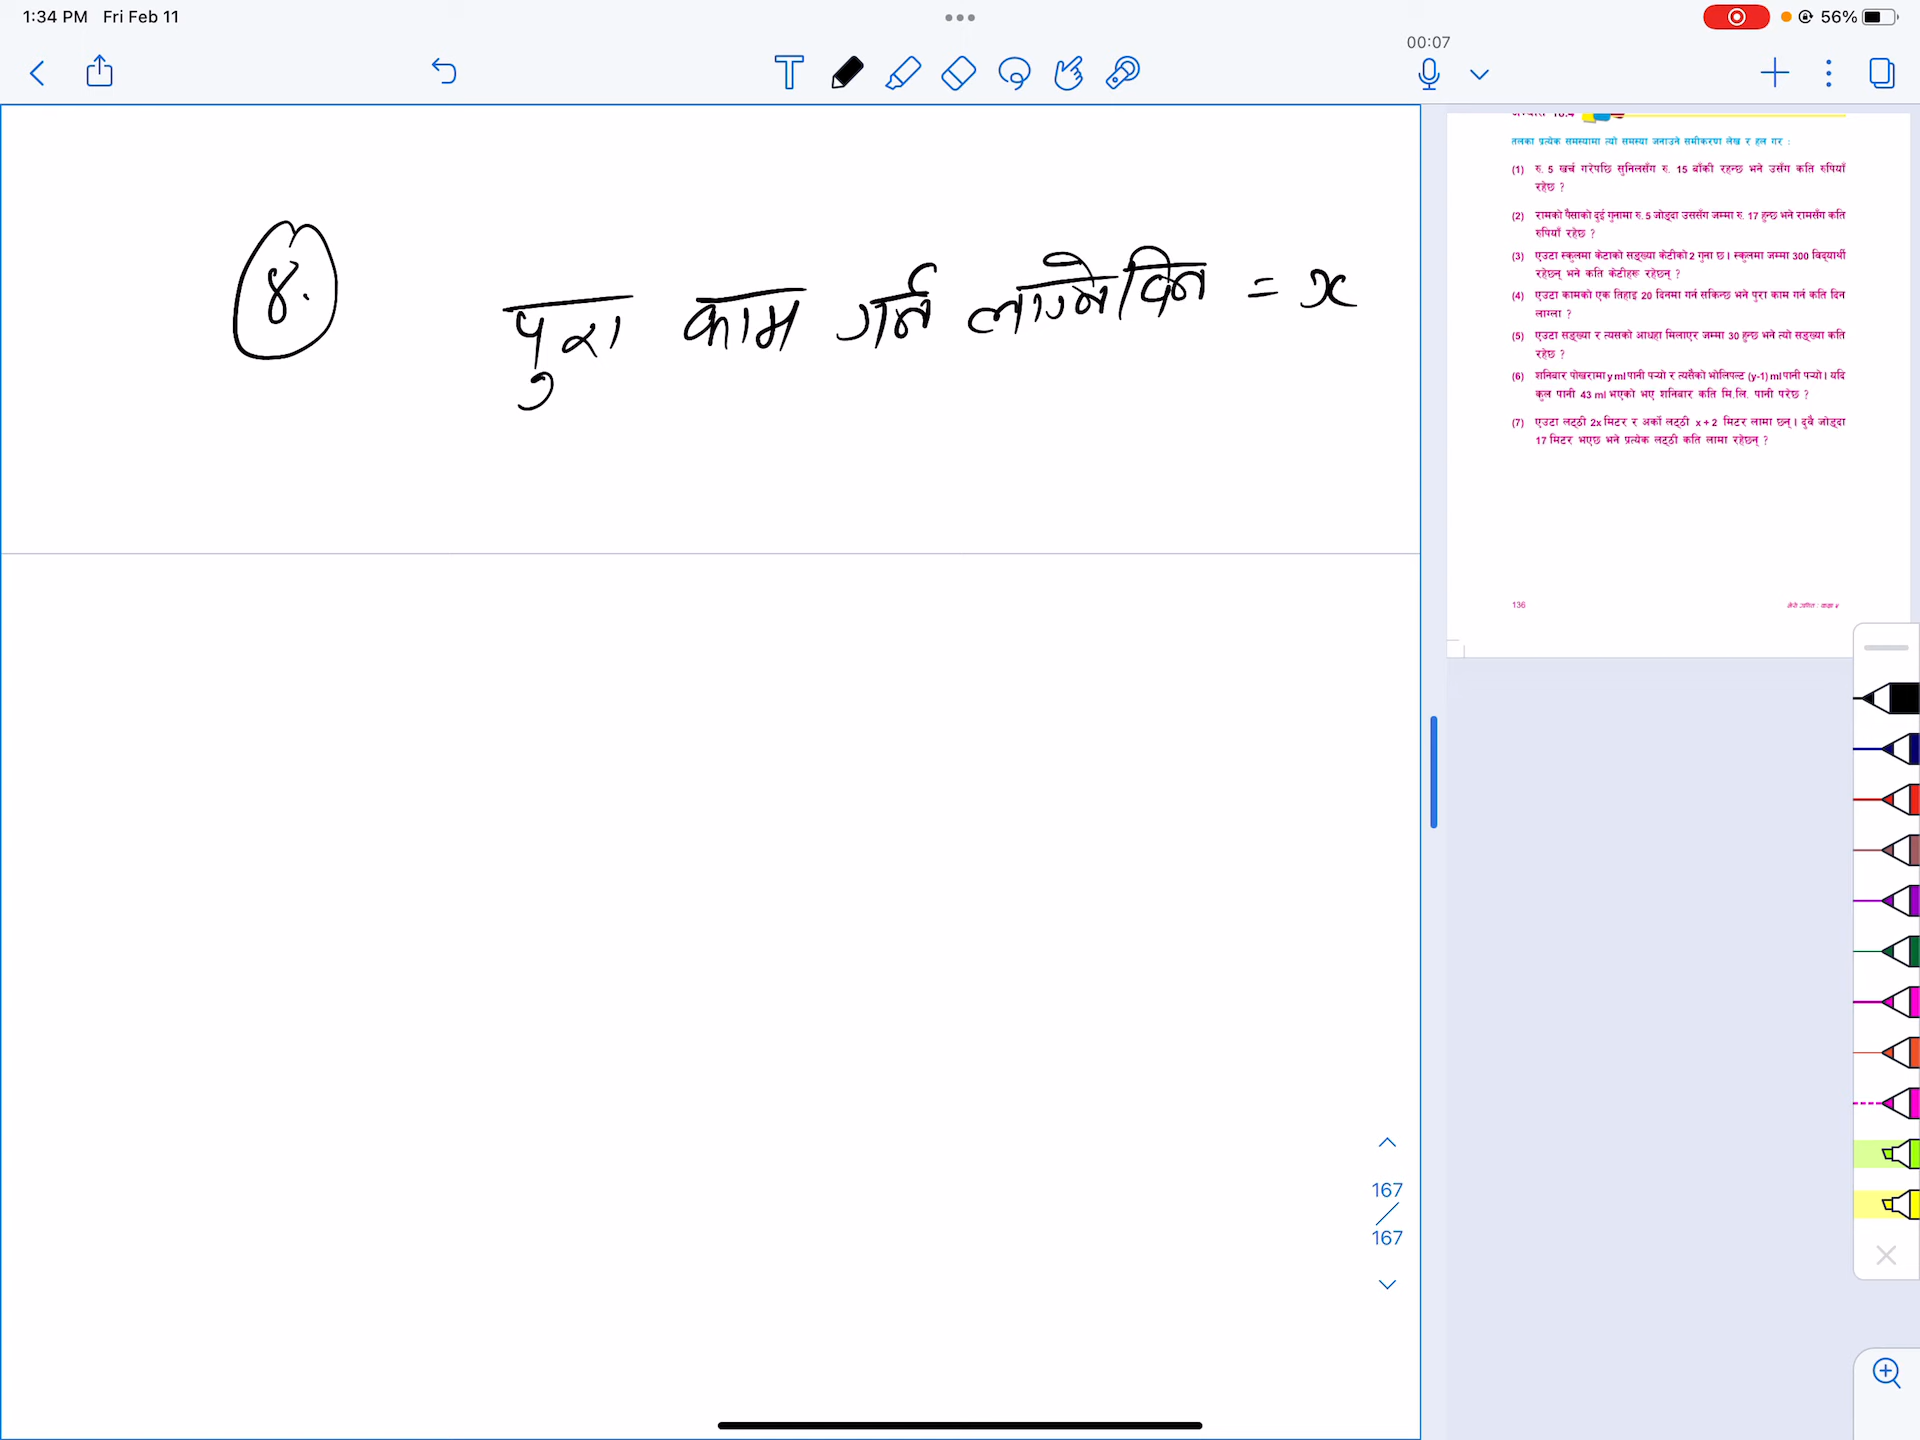 1:34 PM Fri Feb 11
56%
00:07
४.
पुरा काम गर्न लाग्ने दिन = x
तलका प्रत्येक समस्यामा त्यो समस्या जनाउने समीकरण लेख र हल गर :
(1) रु. 5 खर्च गरेपछि सुनिलसँग रु. 15 बाँकी रहन्छ भने उसँग कति रुपियाँ
रहेछ ?
(2) रामको पैसाको दुई गुनामा रु. 5 जोड्दा उससँग जम्मा रु. 17 हुन्छ भने रामसँग कति
रुपियाँ रहेछ ?
(3) एउटा स्कुलमा केटाको सङ्ख्या केटीको 2 गुना छ। स्कुलमा जम्मा 300 विद्यार्थी
रहेछन् भने कति केटीहरू रहेछन् ?
(4) एउटा कामको एक तिहाइ 20 दिनमा गर्न सकिन्छ भने पुरा काम गर्न कति दिन
लाग्ला ?
(5) एउटा सङ्ख्या र त्यसको आधहा मिलाएर जम्मा 30 हुन्छ भने त्यो सङ्ख्या कति
रहेछ ?
(6) शनिबार पोखरामा y ml पानी पर्‍यो र त्यसैको भोलिपल्ट (y-1) ml पानी पर्‍यो। यदि
कुल पानी 43 ml भएको भए शनिबार कति मि.लि. पानी परेछ ?
(7) एउटा लट्ठी 2x मिटर र अर्को लट्ठी x + 2 मिटर लामा छन्। दुवै जोड्दा
17 मिटर भएछ भने प्रत्येक लट्ठी कति लामा रहेछन् ?
136
167
167